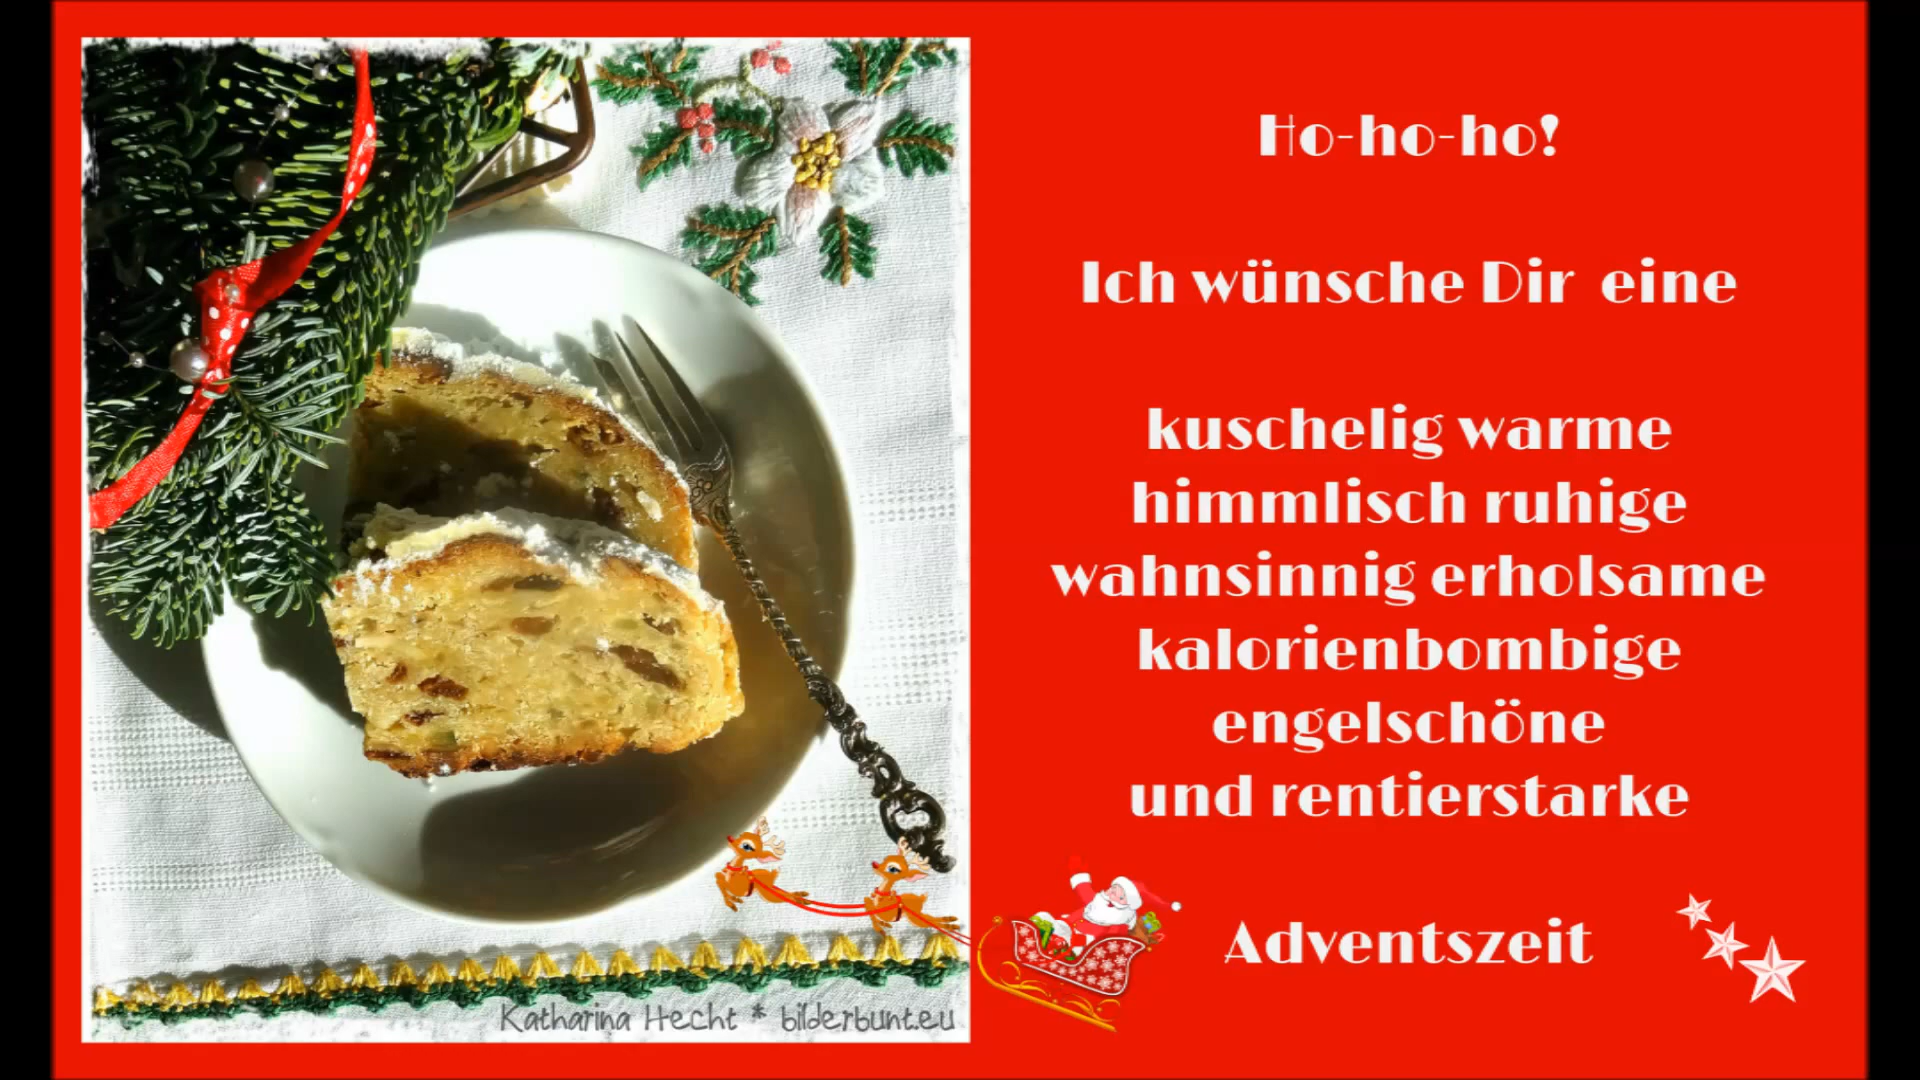 Ho-ho-ho!
Ich wünsche Dir eine
kuschelig warme
himmlisch ruhige
wahnsinnig erholsame
kalorienbombige
engelschöne
und rentierstarke
Adventszeit
Katharina Hecht * bilderbunt.eu